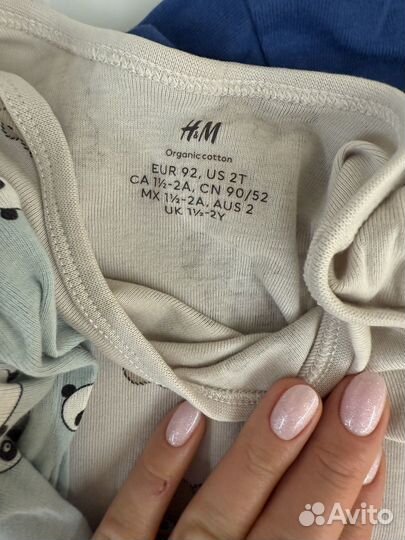 H&M
Organic cotton
EUR 92, US 2T
CA 1½-2A, CN 90/52
MX 1½-2A, AUS 2
UK 1½-2Y
Avito